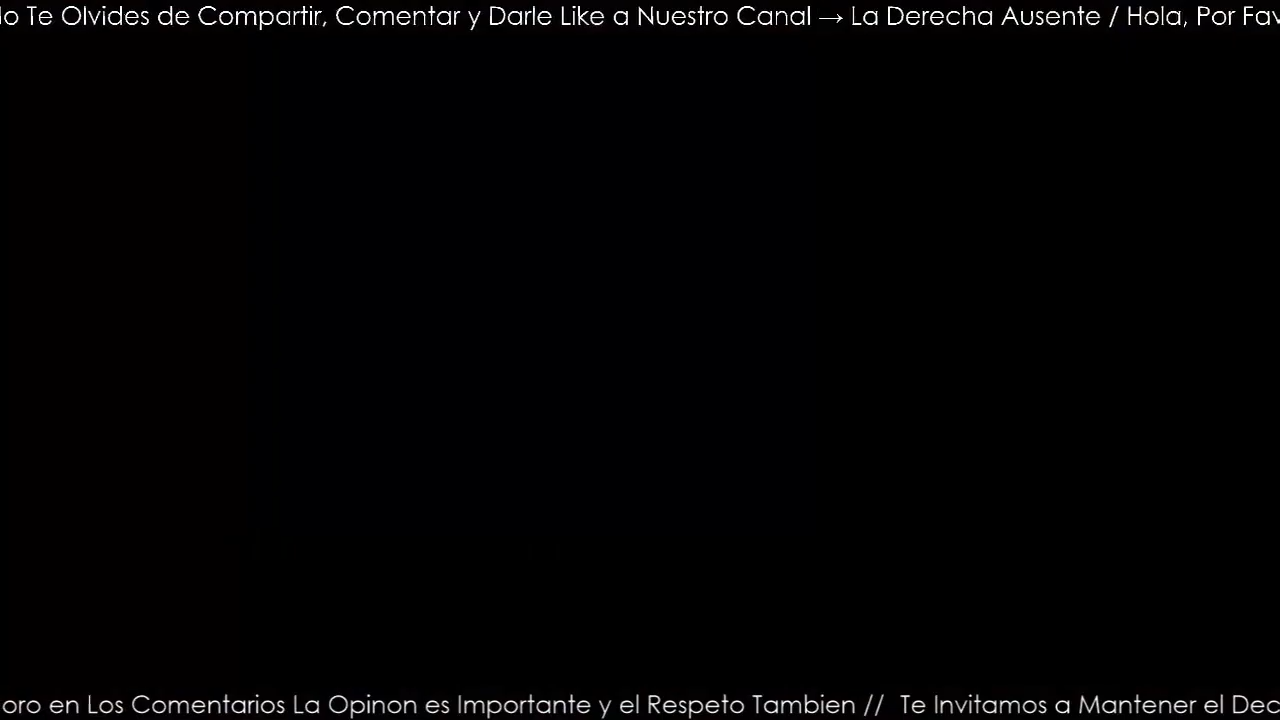 Te Olvides de Compartir, Comentar y Darle Like a Nuestro Canal → La Derecha Ausente / Hola, Por
en Los Comentarios La Opinon es Importante y el Respeto Tambien // Te Invitamos a Mantener el